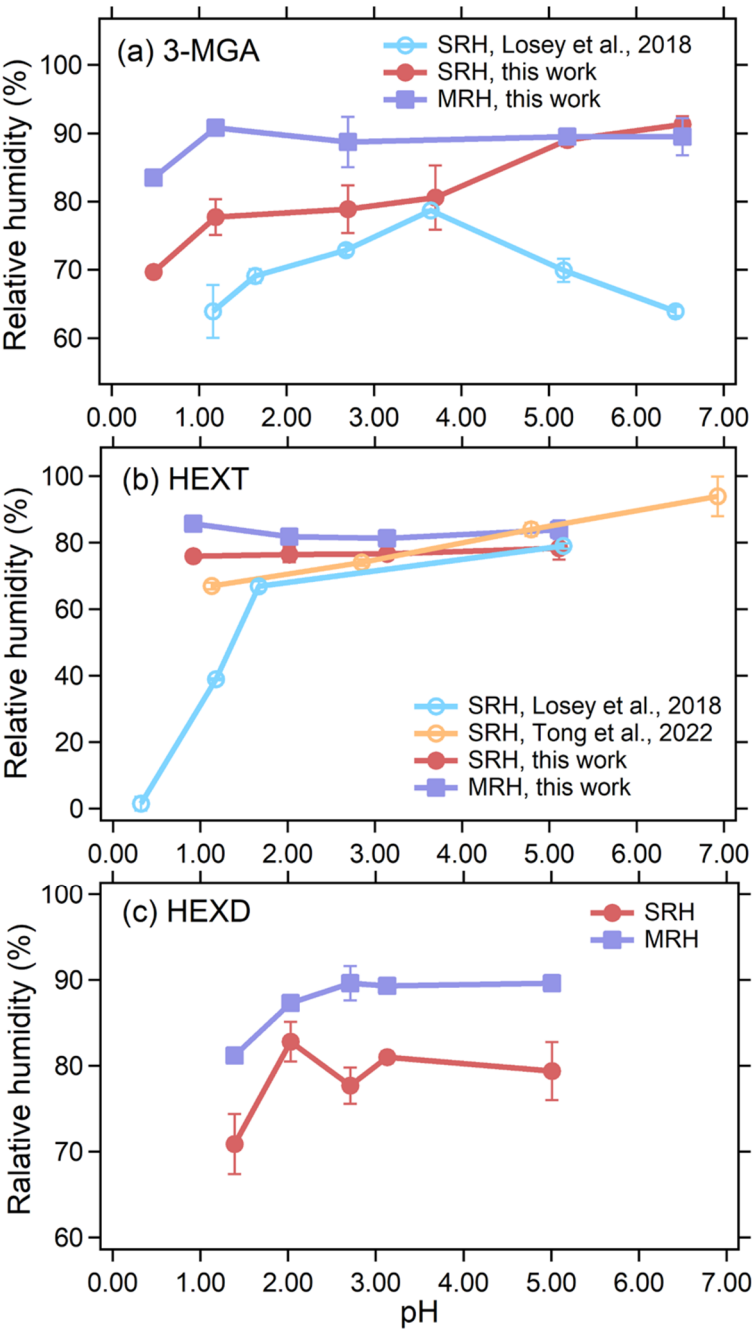 (a) 3-MGA
SRH, Losey et al., 2018
SRH, this work
MRH, this work
Relative humidity (%)
100
90
80
70
60
0.00 1.00 2.00 3.00 4.00 5.00 6.00 7.00
(b) HEXT
Relative humidity (%)
100
80
60
40
20
0
SRH, Losey et al., 2018
SRH, Tong et al., 2022
SRH, this work
MRH, this work
0.00 1.00 2.00 3.00 4.00 5.00 6.00 7.00
(c) HEXD
SRH
MRH
Ralative humidity (%)
100
90
80
70
60
0.00 1.00 2.00 3.00 4.00 5.00 6.00 7.00
pH